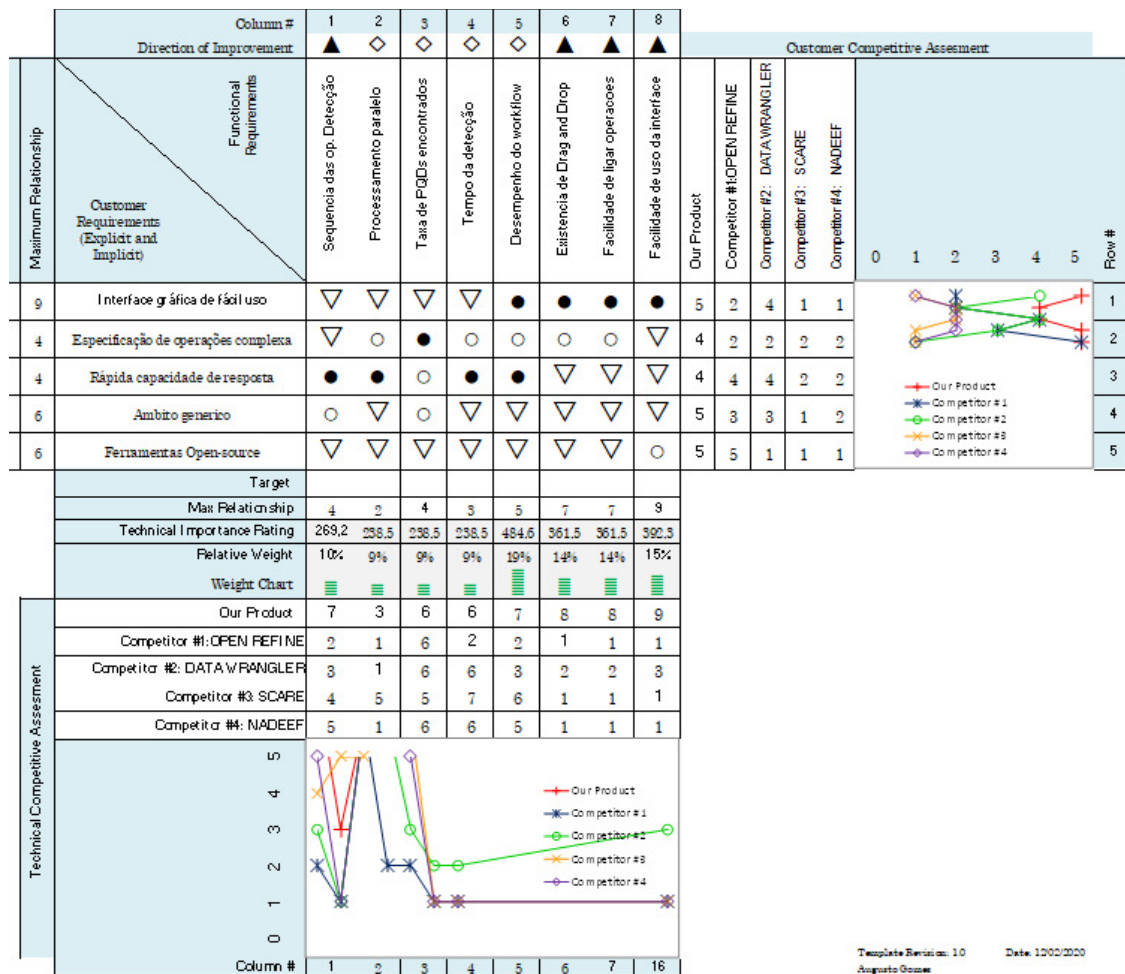 Column # 1 2 3 4 5 6 7 8
Direction of Improvement ▲ ◇ ◇ ◇ ◇ ▲ ▲ ▲ Customer Competitive Assesment
Maximum Relationship
Functional Requirements
Customer Requirements (Explicit and Implicit)
Sequencia das op. Detecção
Processamento paralelo
Taxa de PQDs encontrados
Tempo da detecção
Desempenho do workflow
Existencia de Drag and Drop
Facilidade de ligar operacoes
Facilidade de uso da interface
Our Product
Competitor #1:OPEN REFINE
Competitor #2: DATA WRANGLER
Competitor #3: SCARE
Competitor #4: NADEEF
0 1 2 3 4 5
Row #
9 Interface gráfica de fácil uso ▽ ▽ ▽ ▽ ● ● ● ● 5 2 4 1 1 1
4 Especificação de operações complexa ▽ ○ ● ○ ○ ○ ○ ▽ 4 2 2 2 2 2
4 Rápida capacidade de resposta ● ● ○ ● ● ▽ ▽ ▽ 4 4 4 2 2 3
6 Ambito generico ○ ▽ ○ ▽ ▽ ▽ ▽ ▽ 5 3 3 1 2 4
6 Ferramentas Open-source ▽ ▽ ▽ ▽ ▽ ▽ ▽ ○ 5 5 1 1 1 5
Our Product
Competitor #1
Competitor #2
Competitor #3
Competitor #4
Target
Max Relationship 4 2 4 3 5 7 7 9
Technical Importance Rating 269,2 238.5 238.5 238.5 484.6 361.5 361.5 392.3
Relative Weight 10% 9% 9% 9% 19% 14% 14% 15%
Weight Chart
Technical Competitive Assesment
Our Product 7 3 6 6 7 8 8 9
Competitor #1:OPEN REFINE 2 1 6 2 2 1 1 1
Competitor #2: DATA WRANGLER 3 1 6 6 3 2 2 3
Competitor #3: SCARE 4 5 5 7 6 1 1 1
Competitor #4: NADEEF 5 1 6 6 5 1 1 1
5
4
3
2
1
0
Our Product
Competitor #1
Competitor #2
Competitor #3
Competitor #4
Column # 1 2 3 4 5 6 7 16
Template Revision: 1.0 Date: 12/02/2020
Augusto Gomes